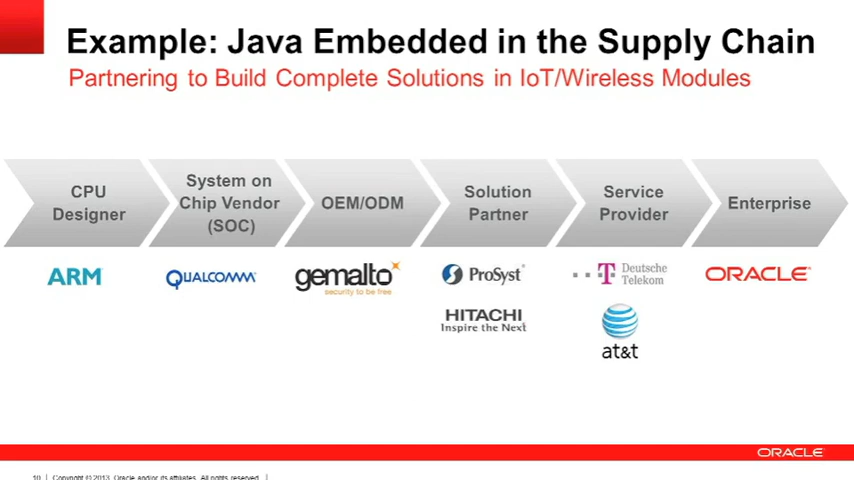 Example: Java Embedded in the Supply Chain
Partnering to Build Complete Solutions in IoT/Wireless Modules
CPU
Designer
System on
Chip Vendor
(SOC)
OEM/ODM
Solution
Partner
Service
Provider
Enterprise
ARM
QUALCOMM
gemalto
security to be free
ProSyst
HITACHI
Inspire the Next
T Deutsche
Telekom
at&t
ORACLE
ORACLE
10 | Copyright © 2013, Oracle and/or its affiliates. All rights reserved. |